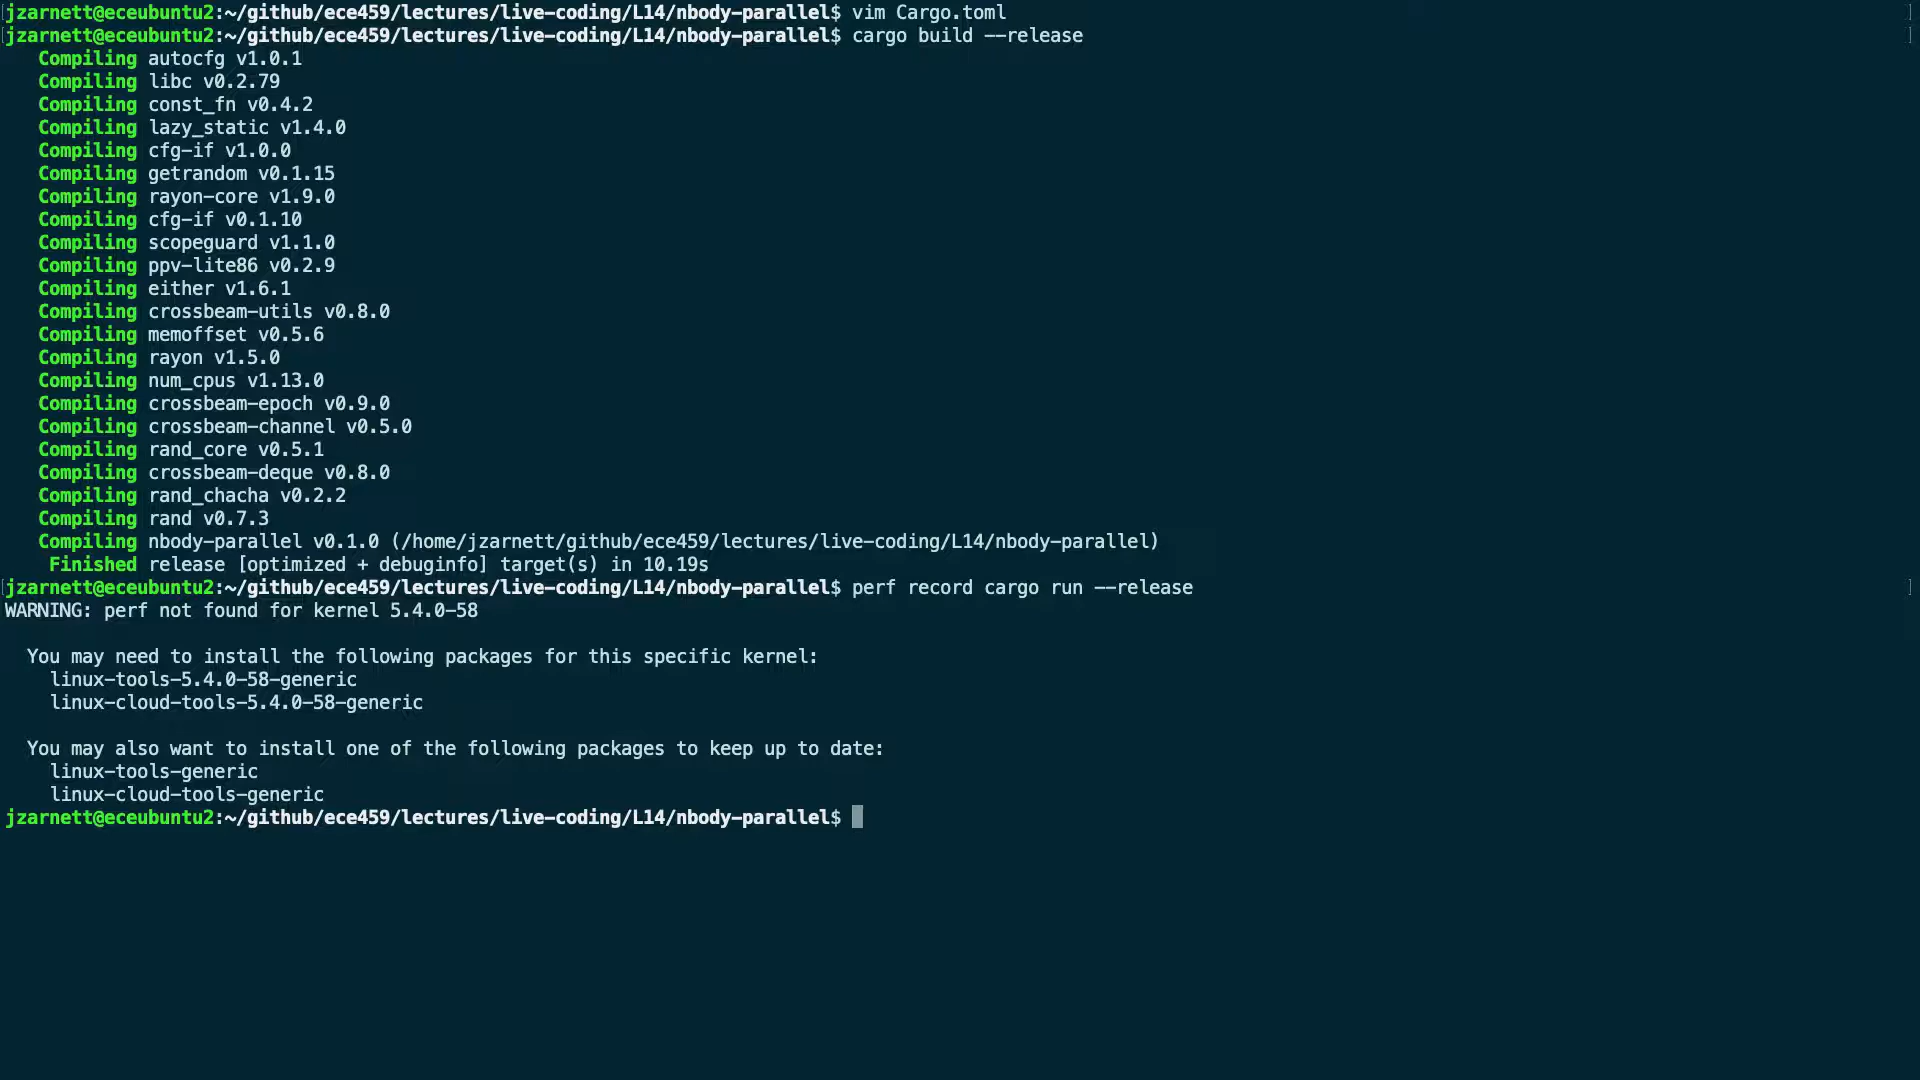 jzarnett@eceubuntu2:~/github/ece459/lectures/live-coding/L14/nbody-parallel$ vim Cargo.toml
jzarnett@eceubuntu2:~/github/ece459/lectures/live-coding/L14/nbody-parallel$ cargo build --release
   Compiling autocfg v1.0.1
   Compiling libc v0.2.79
   Compiling const_fn v0.4.2
   Compiling lazy_static v1.4.0
   Compiling cfg-if v1.0.0
   Compiling getrandom v0.1.15
   Compiling rayon-core v1.9.0
   Compiling cfg-if v0.1.10
   Compiling scopeguard v1.1.0
   Compiling ppv-lite86 v0.2.9
   Compiling either v1.6.1
   Compiling crossbeam-utils v0.8.0
   Compiling memoffset v0.5.6
   Compiling rayon v1.5.0
   Compiling num_cpus v1.13.0
   Compiling crossbeam-epoch v0.9.0
   Compiling crossbeam-channel v0.5.0
   Compiling rand_core v0.5.1
   Compiling crossbeam-deque v0.8.0
   Compiling rand_chacha v0.2.2
   Compiling rand v0.7.3
   Compiling nbody-parallel v0.1.0 (/home/jzarnett/github/ece459/lectures/live-coding/L14/nbody-parallel)
    Finished release [optimized + debuginfo] target(s) in 10.19s
jzarnett@eceubuntu2:~/github/ece459/lectures/live-coding/L14/nbody-parallel$ perf record cargo run --release
WARNING: perf not found for kernel 5.4.0-58
  You may need to install the following packages for this specific kernel:
    linux-tools-5.4.0-58-generic
    linux-cloud-tools-5.4.0-58-generic
  You may also want to install one of the following packages to keep up to date:
    linux-tools-generic
    linux-cloud-tools-generic
jzarnett@eceubuntu2:~/github/ece459/lectures/live-coding/L14/nbody-parallel$